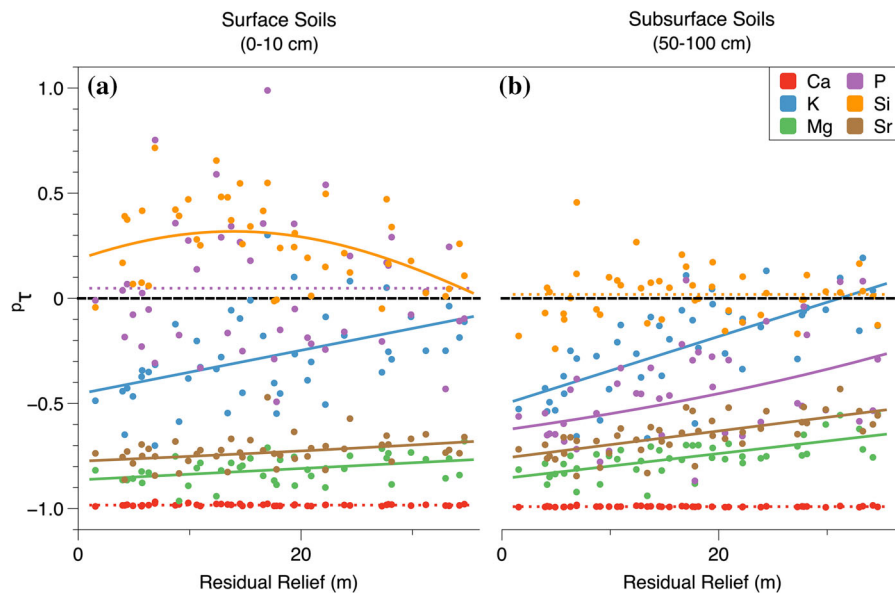 Surface Soils
(0-10 cm)
Subsurface Soils
(50-100 cm)
(a)
(b)
Ca P
K Si
Mg Sr
1.0
0.5
0
−0.5
−1.0
pτ
0 20
Residual Relief (m)
0 20
Residual Relief (m)